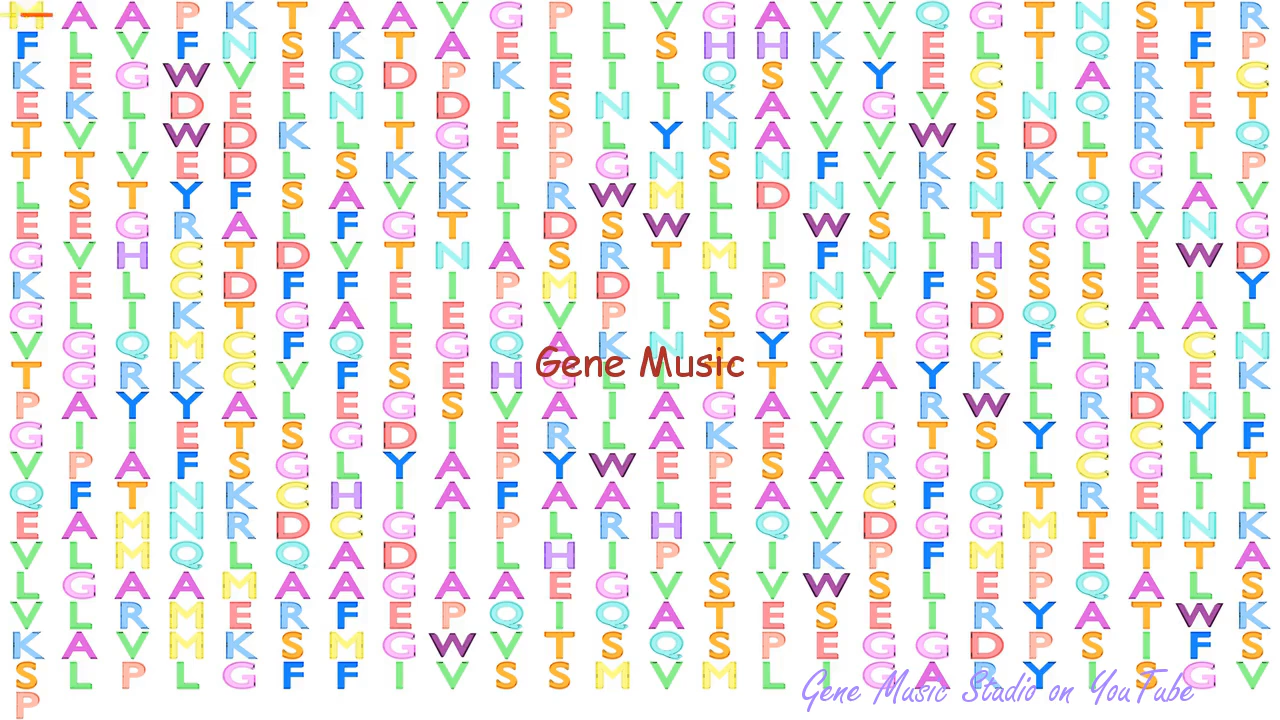 M A A P K T A A V G P L V G A V V Q G T N S T R
F L V F N S K T A E L L S H H K V E L T Q E F P
K E G W V E Q D P K E I L Q S V Y E C I A R T C
E K L D E L N I D I S N I K A V G V S N Q R E T
T V I W D K L T G E P L Y N A V V W L D L R T Q
T T V E D L S K K I P G N S N F V K S K T G L P
L S T Y F S A V K L R W M L D N V R N V Q K A V
E E G R A L F G T I D S W L I W S L T G G V N G
G V H C T D V T N A S R T M L F N I H S L E W D
K E L C D F F E I P M D L L P N V F S S S E I Y
G L I K T G A L E G V P I S G C L G D Q C A A L
V G Q M C F Q E G Q A K N T Y G T G C F L L C N
Gene Music
T G R K C V F S E H G L L T T V A Y K L G R E K
P A Y Y A L E G S V A I A G A V I R W L R D N L
G I I E T S G D I E R L A K E V G T S Y G C Y F
V P A F S G L Y A P Y W E P S A R G I L C G L T
Q F T N K C H I A F A A L E A V C F Q T R E I L
E A M N R D C G I P L R H L Q V D G G M T N N K
V L M Q L Q A D I L H I P V I K P F M P E T T A
L G A A M A A G A A E G V S V W S L E P Q A L S
V L R M E R F E P Q I Q A T E S E I R Y A T W K
K A V M K S M G W V T S Q S P E G G D P S I F S
S L P L G F F I V S S M V M L L G A R Y L S G V
Gene Music Studio on YouTube
P